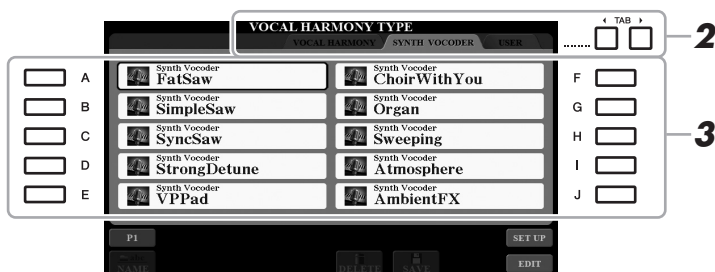 VOCAL HARMONY TYPE
VOCAL HARMONY SYNTH VOCODER USER
TAB
2
A
Synth Vocoder
FatSaw
Synth Vocoder
ChoirWithYou
F
B
Synth Vocoder
SimpleSaw
Synth Vocoder
Organ
G
C
Synth Vocoder
SyncSaw
Synth Vocoder
Sweeping
H
3
D
Synth Vocoder
StrongDetune
Synth Vocoder
Atmosphere
I
E
Synth Vocoder
VPPad
Synth Vocoder
AmbientFX
J
P1
SET UP
NAME
DELETE
SAVE
EDIT